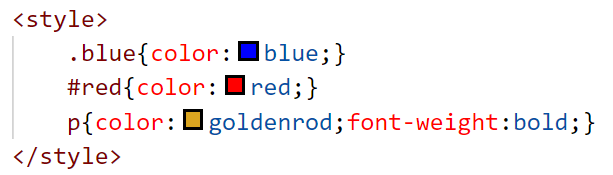 <style>
.blue{color:blue;}
#red{color:red;}
p{color:goldenrod;font-weight:bold;}
</style>